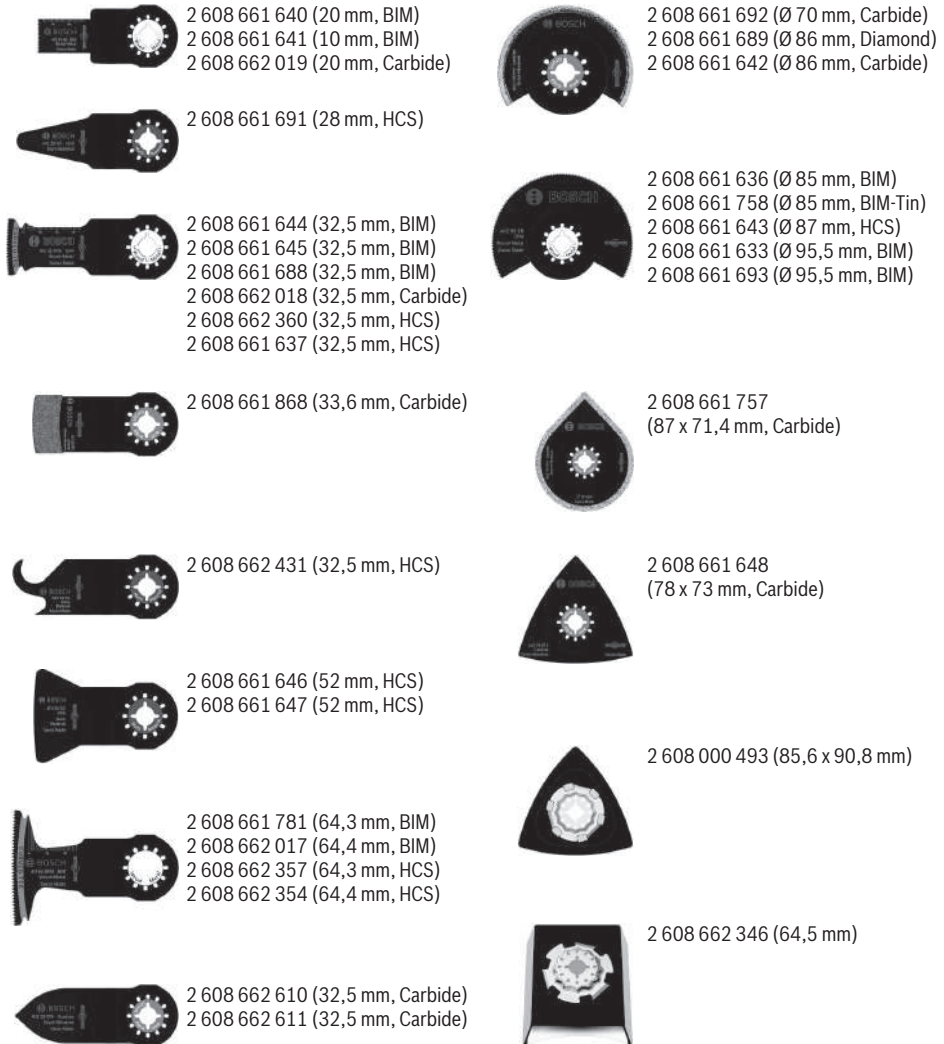 2 608 661 640 (20 mm, BIM)
2 608 661 641 (10 mm, BIM)
2 608 662 019 (20 mm, Carbide)
2 608 661 691 (28 mm, HCS)
BOSCH
2 608 661 644 (32,5 mm, BIM)
2 608 661 645 (32,5 mm, BIM)
2 608 661 688 (32,5 mm, BIM)
2 608 662 018 (32,5 mm, Carbide)
2 608 662 360 (32,5 mm, HCS)
2 608 661 637 (32,5 mm, HCS)
BOSCH
2 608 661 868 (33,6 mm, Carbide)
BOSCH
2 608 662 431 (32,5 mm, HCS)
BOSCH
2 608 661 646 (52 mm, HCS)
2 608 661 647 (52 mm, HCS)
BOSCH
2 608 661 781 (64,3 mm, BIM)
2 608 662 017 (64,4 mm, BIM)
2 608 662 357 (64,3 mm, HCS)
2 608 662 354 (64,4 mm, HCS)
BOSCH
2 608 662 610 (32,5 mm, Carbide)
2 608 662 611 (32,5 mm, Carbide)
BOSCH
BOSCH
2 608 661 692 (Ø 70 mm, Carbide)
2 608 661 689 (Ø 86 mm, Diamond)
2 608 661 642 (Ø 86 mm, Carbide)
BOSCH
2 608 661 636 (Ø 85 mm, BIM)
2 608 661 758 (Ø 85 mm, BIM-Tin)
2 608 661 643 (Ø 87 mm, HCS)
2 608 661 633 (Ø 95,5 mm, BIM)
2 608 661 693 (Ø 95,5 mm, BIM)
BOSCH
2 608 661 757
(87 x 71,4 mm, Carbide)
BOSCH
2 608 661 648
(78 x 73 mm, Carbide)
2 608 000 493 (85,6 x 90,8 mm)
2 608 662 346 (64,5 mm)